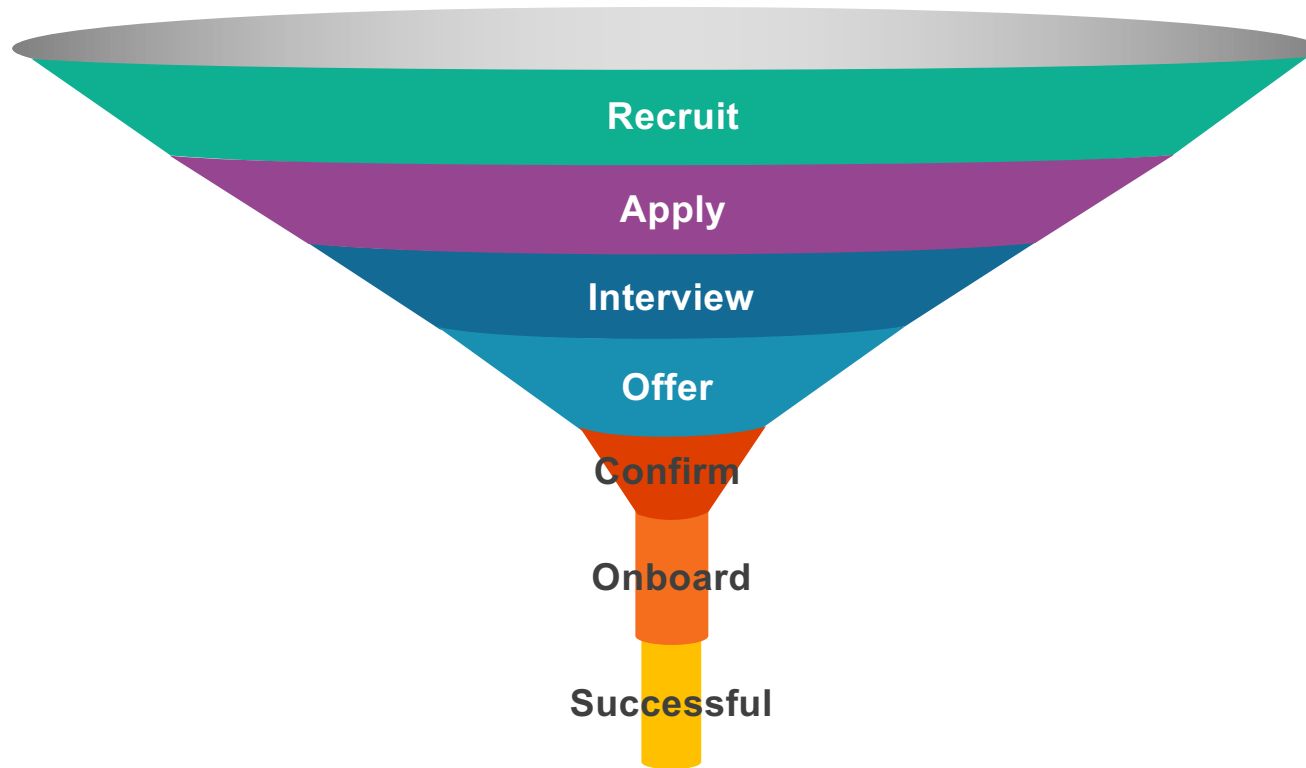 Recruit
Apply
Interview
Offer
Confirm
Onboard
Successful